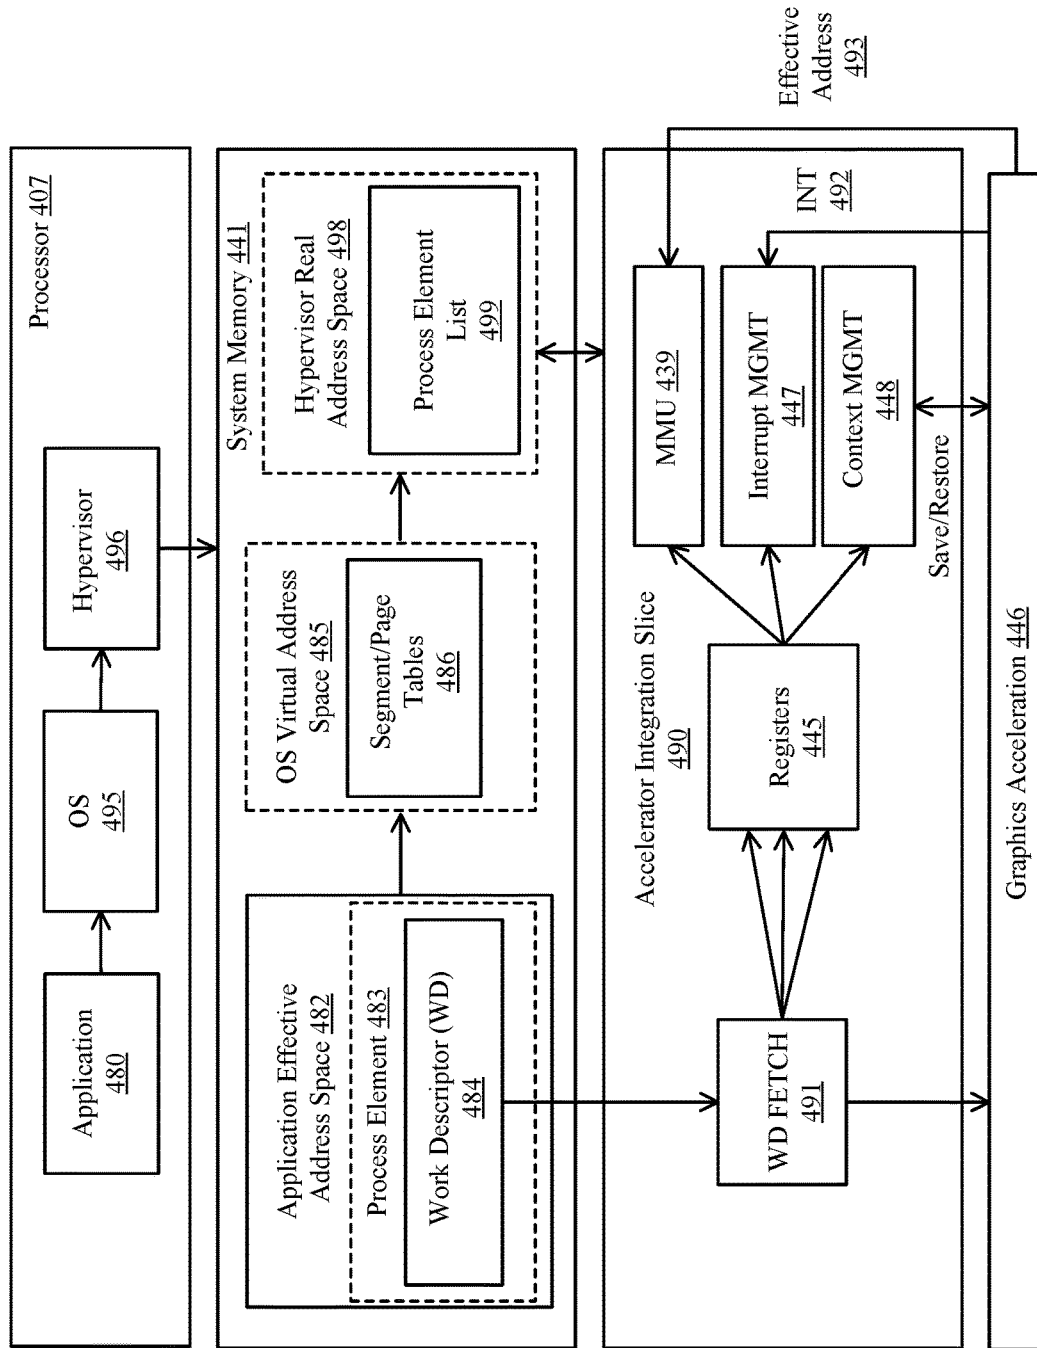 Processor 407
Application
480
OS
495
Hypervisor
496
System Memory 441
Application Effective
Address Space 482
Process Element 483
Work Descriptor (WD)
484
OS Virtual Address
Space 485
Segment/Page
Tables
486
Hypervisor Real
Address Space 498
Process Element
List
499
Accelerator Integration Slice
490
WD FETCH
491
Registers
445
MMU 439
Interrupt MGMT
447
Context MGMT
448
Save/Restore
INT
492
Effective
Address
493
Graphics Acceleration 446